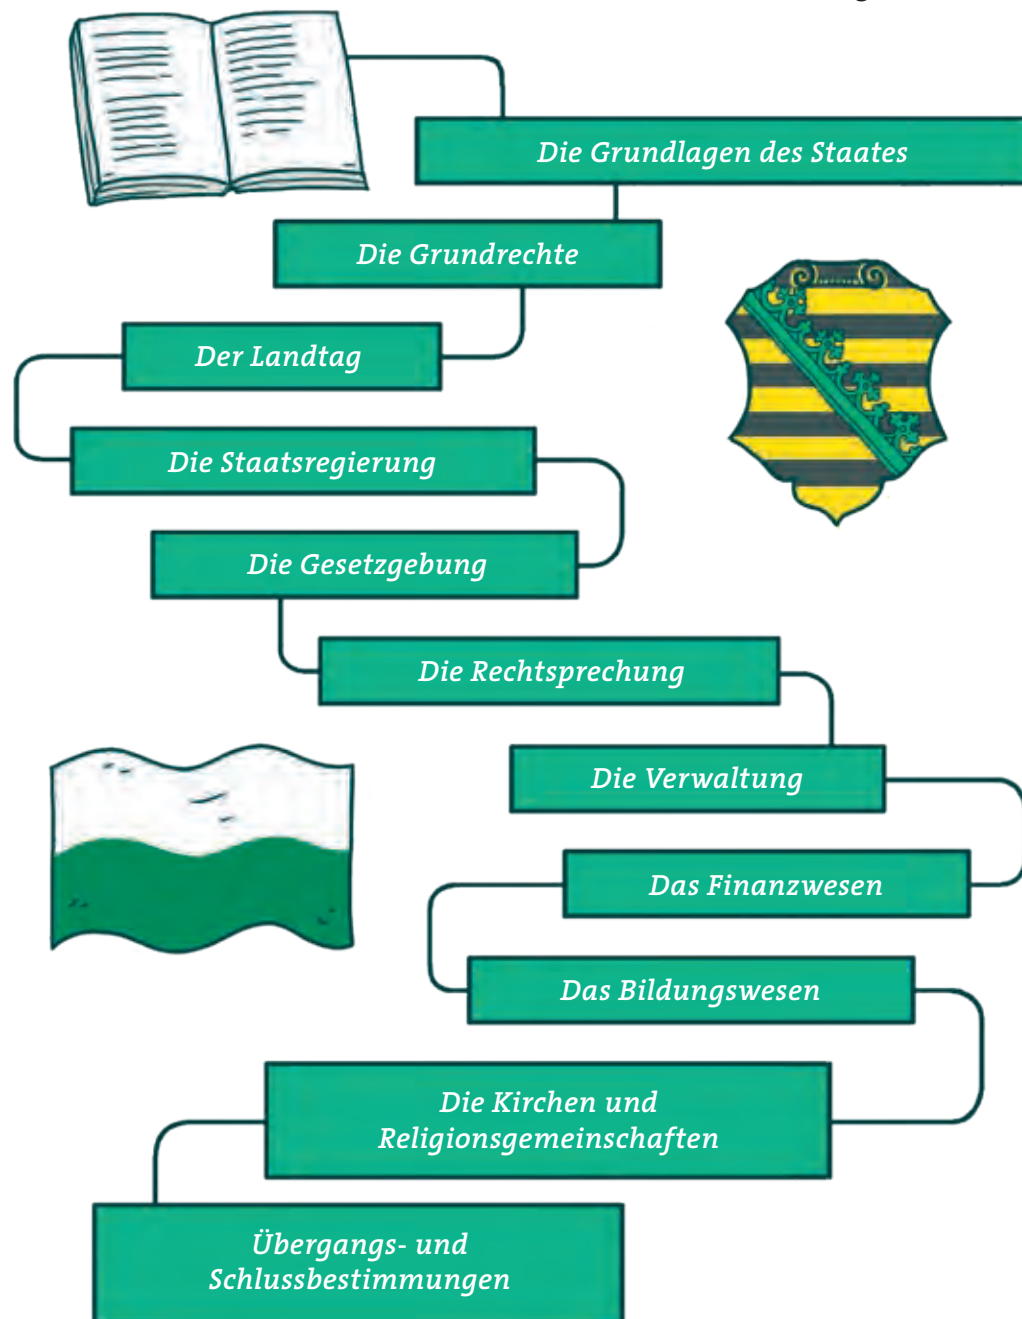 Die Grundlagen des Staates
Die Grundrechte
Der Landtag
Die Staatsregierung
Die Gesetzgebung
Die Rechtsprechung
Die Verwaltung
Das Finanzwesen
Das Bildungswesen
Die Kirchen und
Religionsgemeinschaften
Übergangs- und
Schlussbestimmungen